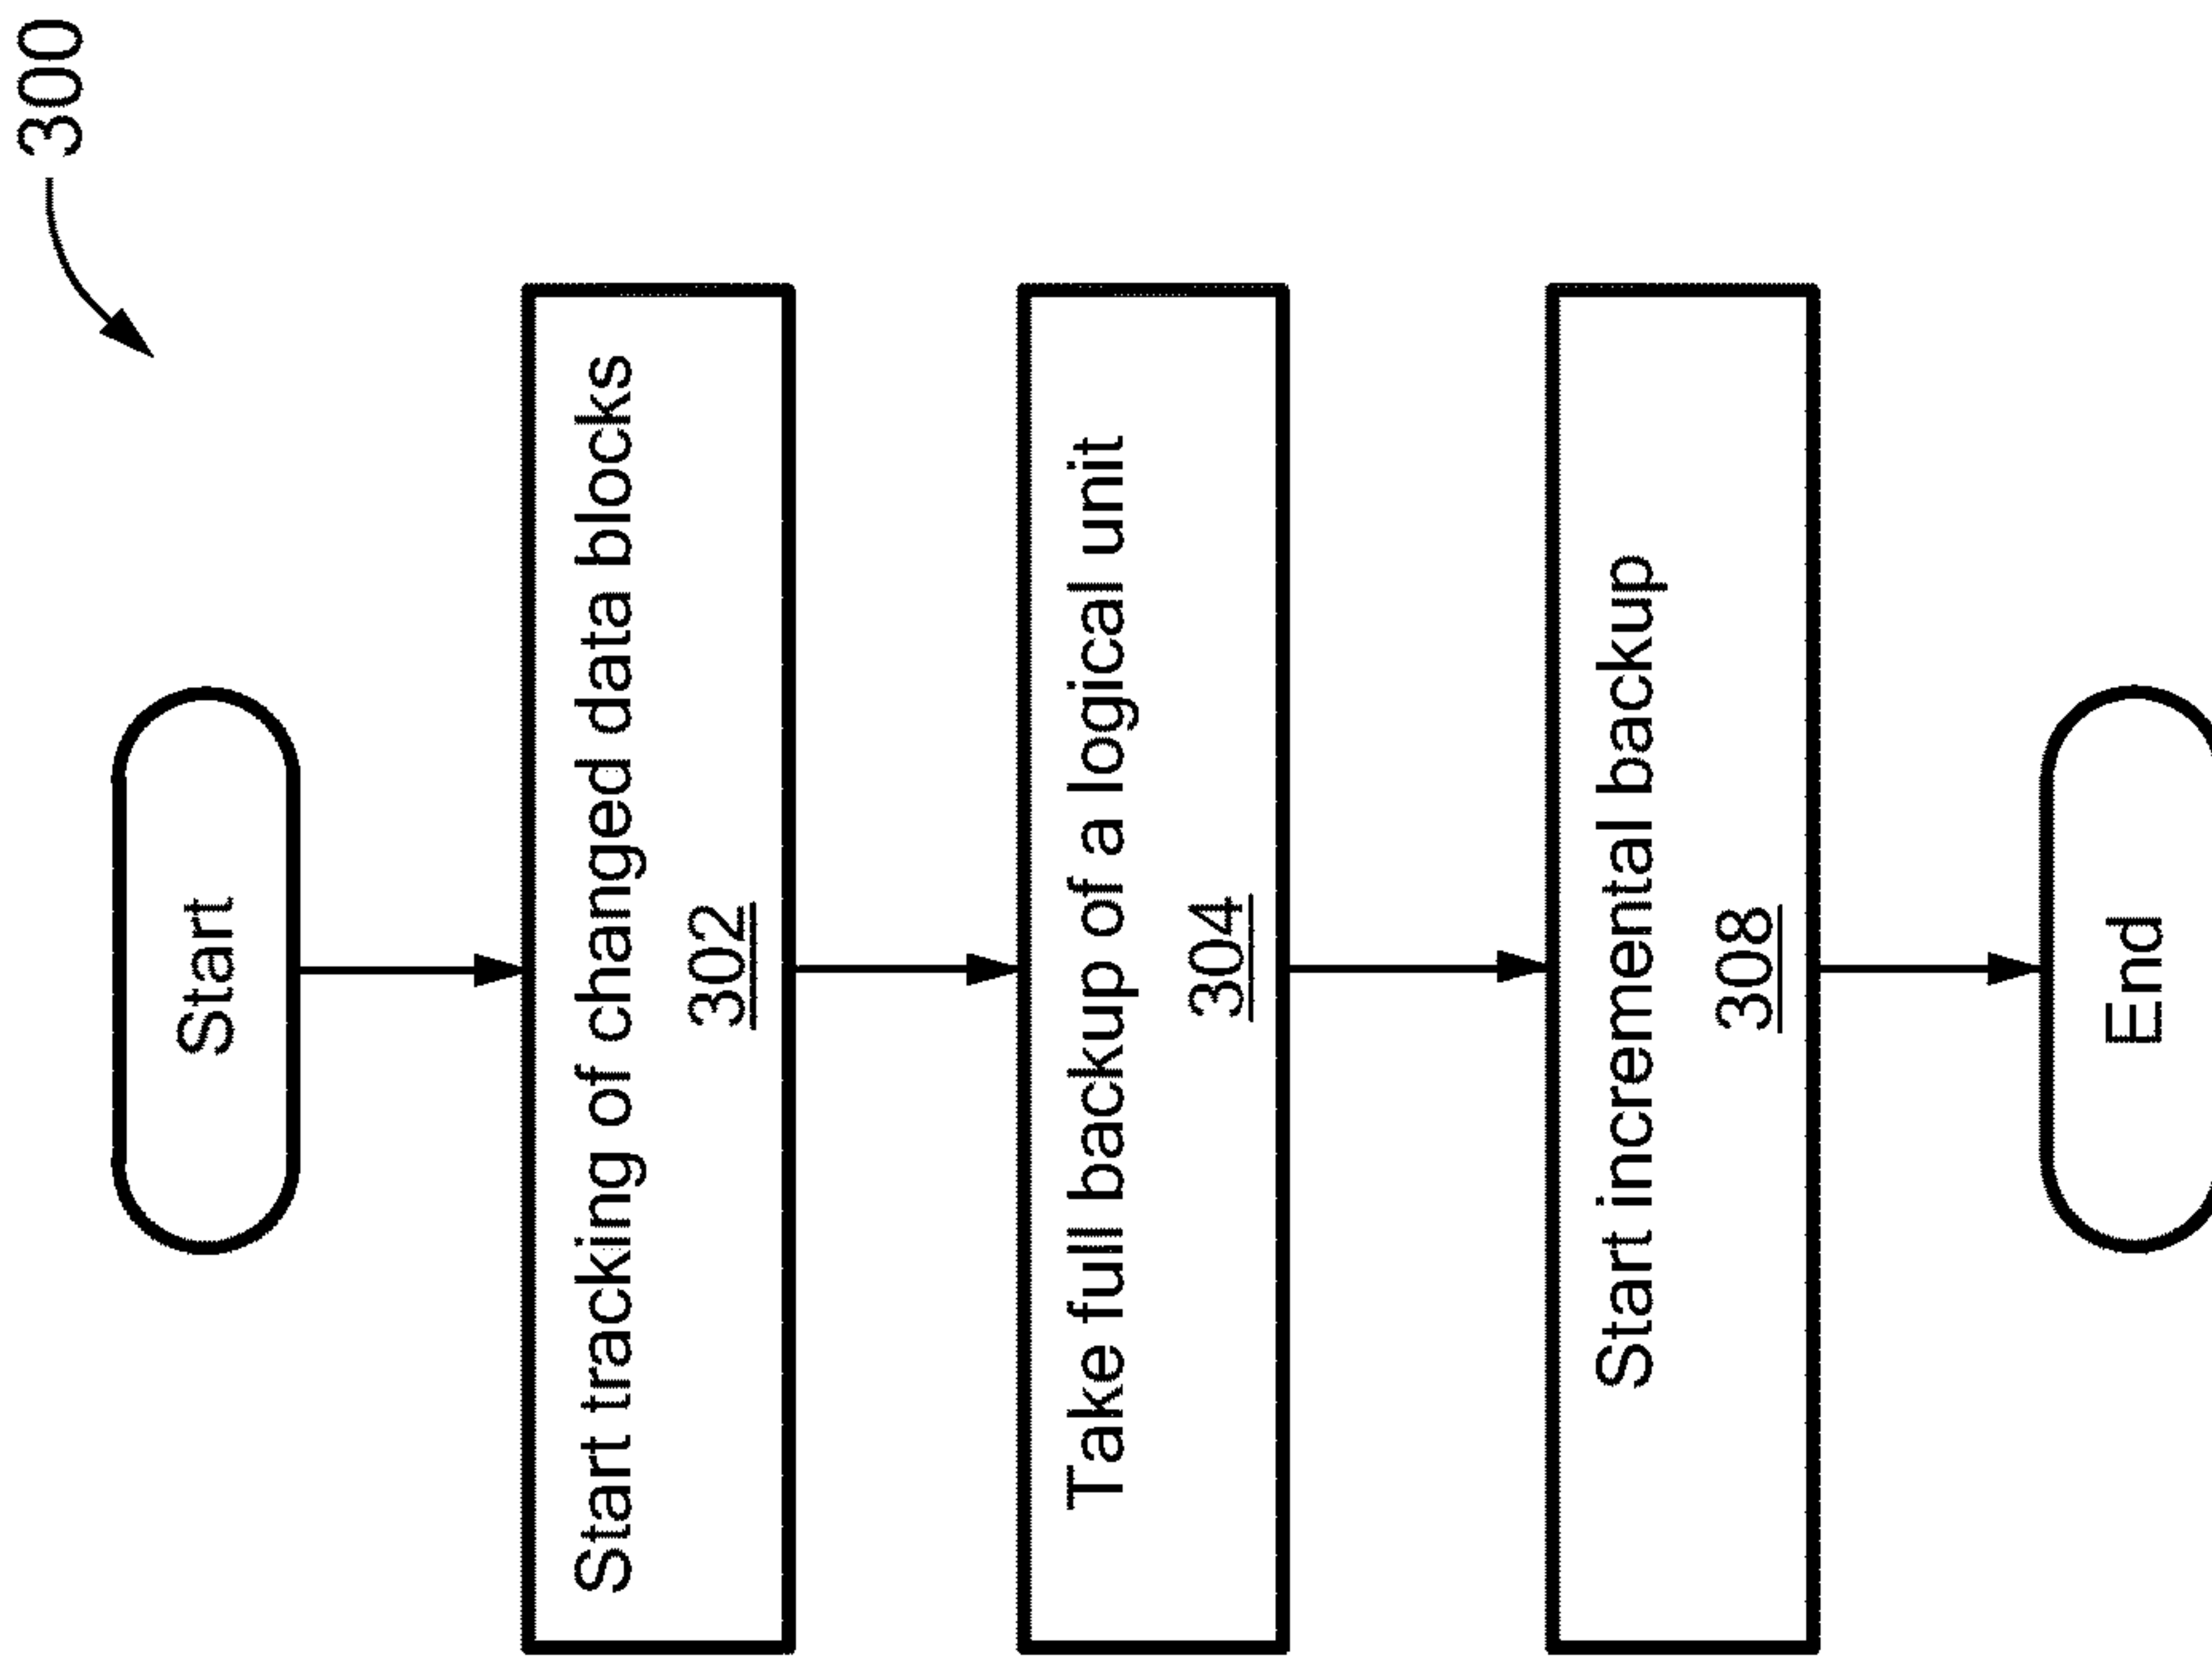 300
Start
Start tracking of changed data blocks
302
Take full backup of a logical unit
304
Start incremental backup
308
End